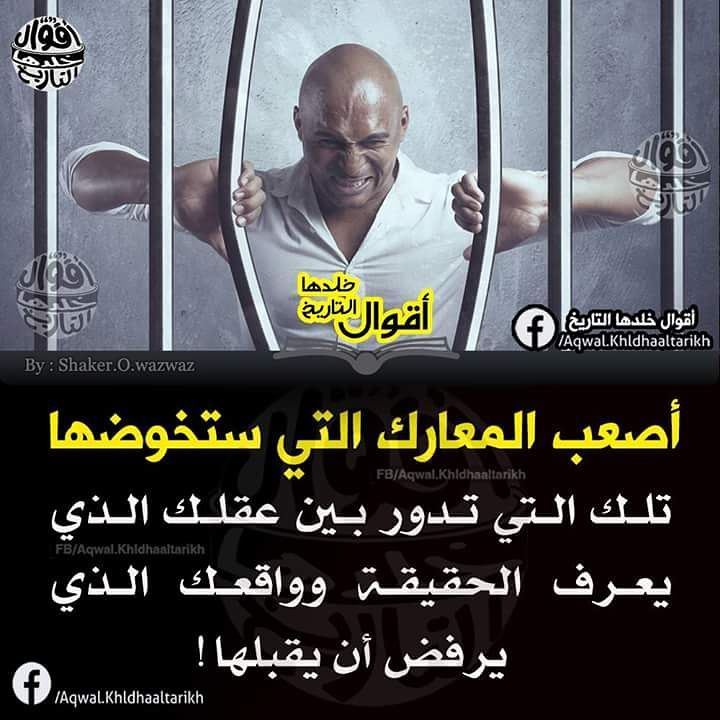 أقوال
خلدها
التاريخ
خلدها
التاريخ
أقوال
أقوال خلدها التاريخ
/Aqwal.Khldhaaltarikh
By : Shaker.O.wazwaz
أصعب المعارك التي ستخوضها
FB/Aqwal.Khldhaaltarikh
تلك التي تدور بين عقلك الذي
FB/Aqwal.Khldhaaltarikh
يعرف الحقيقة وواقعك الذي
يرفض أن يقبلها !
/Aqwal.Khldhaaltarikh